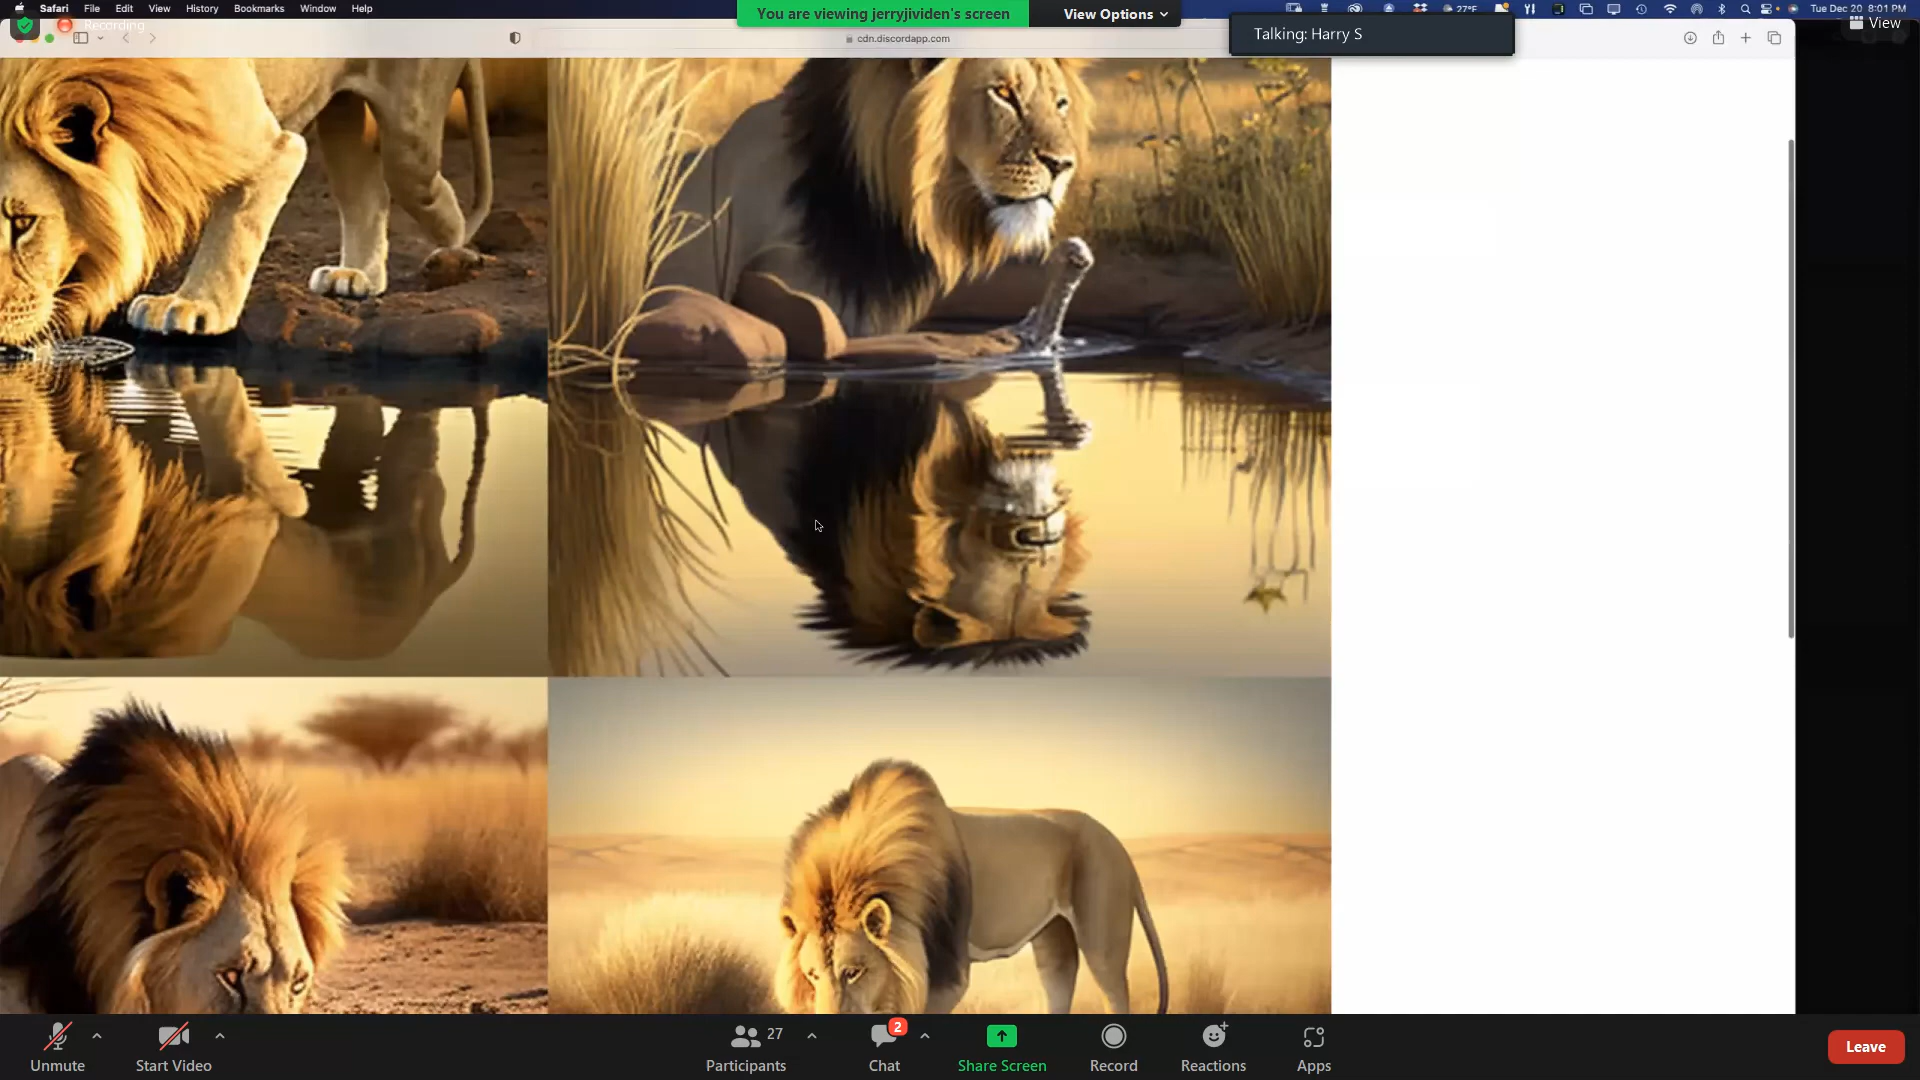 Safari File Edit View History Bookmarks Window Help
You are viewing jerryjividen's screen
View Options
27°F
Tue Dec 20 8:01 PM
Recording
cdn.discordapp.com
Talking: Harry S
View
Unmute
Start Video
Participants 27
Chat 2
Share Screen
Record
Reactions
Apps
Leave